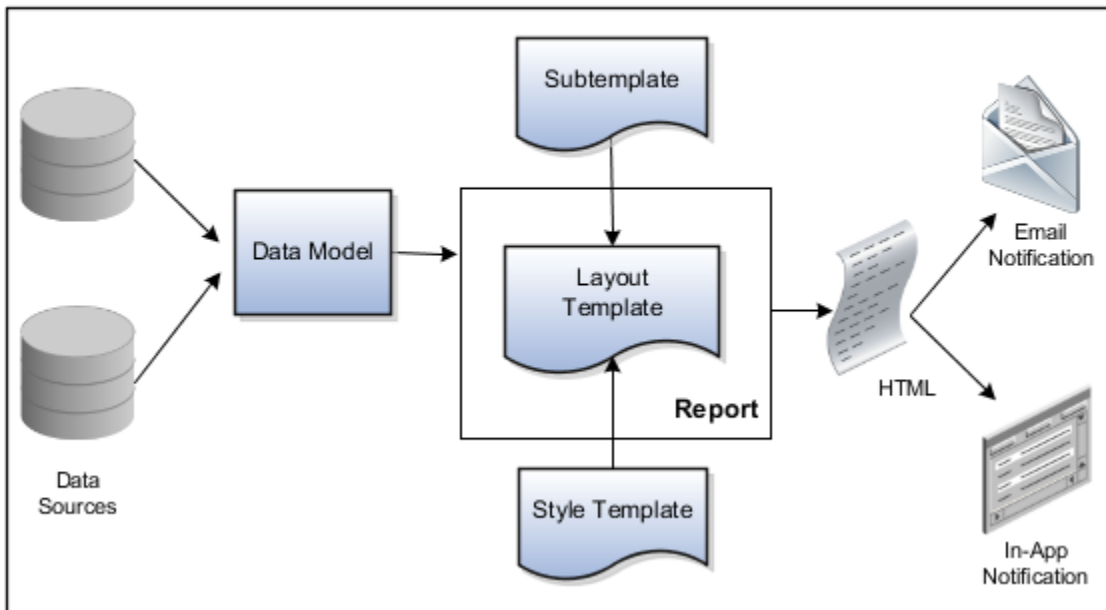 Subtemplate
Data Model
Layout
Template
Report
Style Template
Data
Sources
HTML
Email
Notification
In-App
Notification